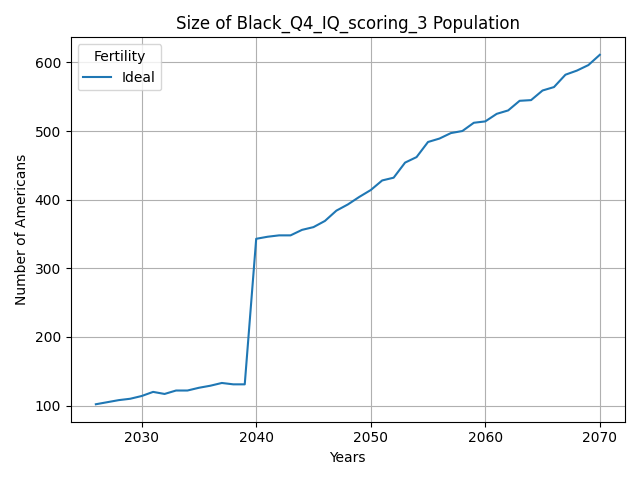 Size of Black_Q4_IQ_scoring_3 Population
Fertility
Ideal
600
500
400
300
200
100
Number of Americans
2030
2040
2050
2060
2070
Years